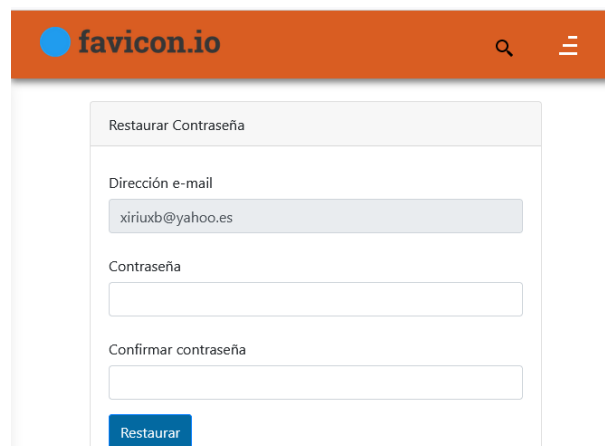 favicon.io
Restaurar Contraseña
Dirección e-mail
xiriuxb@yahoo.es
Contraseña
Confirmar contraseña
Restaurar